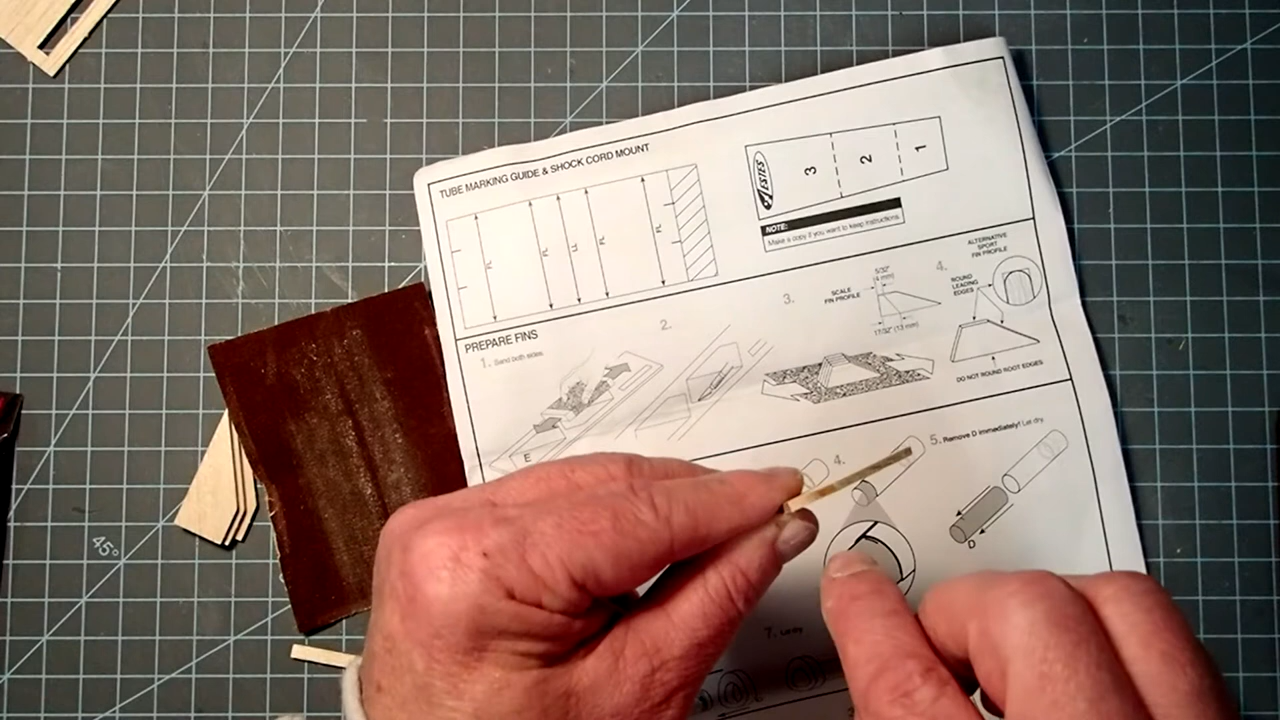 TUBE MARKING GUIDE & SHOCK CORD MOUNT
FL
FL
LL
FL
FL
ESTES
3
2
1
NOTE:
Make a copy if you want to keep instructions.
PREPARE FINS
1. Sand both sides.
E
2.
3.
SCALE
FIN PROFILE
5/32"
(4 mm)
17/32" (13 mm)
4.
ALTERNATIVE
SPORT
FIN PROFILE
ROUND
LEADING
EDGES
DO NOT ROUND ROOT EDGES
4.
5. Remove D immediately! Let dry.
D
7.
45°